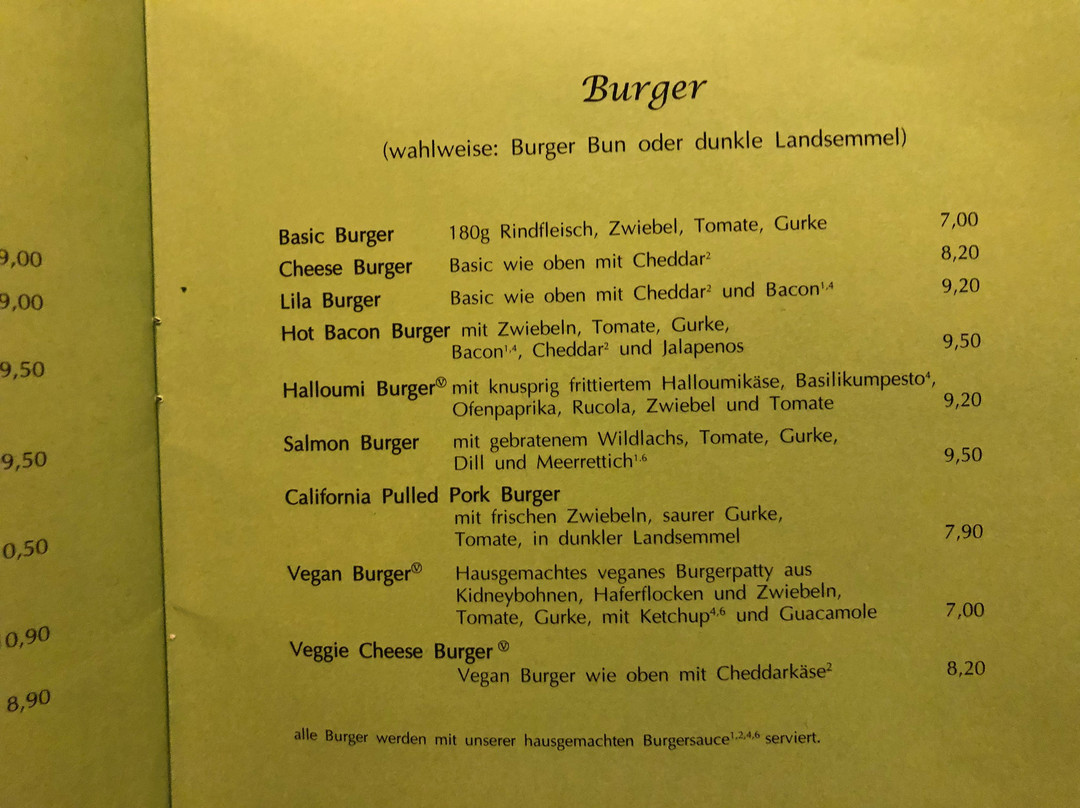 Burger
(wahlweise: Burger Bun oder dunkle Landsemmel)
9,00
9,00
9,50
9,50
0,50
0,90
8,90
Basic Burger 180g Rindfleisch, Zwiebel, Tomate, Gurke 7,00
Cheese Burger Basic wie oben mit Cheddar² 8,20
Lila Burger Basic wie oben mit Cheddar² und Bacon¹,⁴ 9,20
Hot Bacon Burger mit Zwiebeln, Tomate, Gurke,
Bacon¹,⁴, Cheddar² und Jalapenos 9,50
Halloumi BurgerⓋ mit knusprig frittiertem Halloumikäse, Basilikumpesto⁴,
Ofenpaprika, Rucola, Zwiebel und Tomate 9,20
Salmon Burger mit gebratenem Wildlachs, Tomate, Gurke,
Dill und Meerrettich¹,⁶ 9,50
California Pulled Pork Burger
mit frischen Zwiebeln, saurer Gurke,
Tomate, in dunkler Landsemmel 7,90
Vegan BurgerⓋ Hausgemachtes veganes Burgerpatty aus
Kidneybohnen, Haferflocken und Zwiebeln,
Tomate, Gurke, mit Ketchup⁴,⁶ und Guacamole 7,00
Veggie Cheese Burger Ⓥ
Vegan Burger wie oben mit Cheddarkäse² 8,20
alle Burger werden mit unserer hausgemachten Burgersauce¹,²,⁴,⁶ serviert.